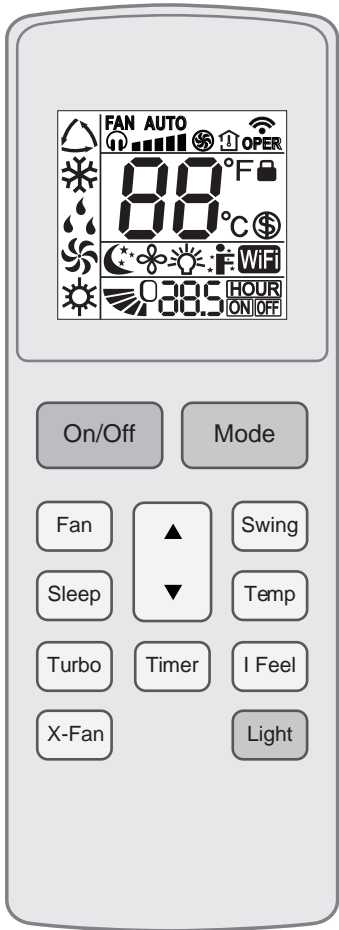 FAN AUTO
OPER
88 °F
°C $
WiFi
0 38.5 HOUR
ON OFF
On/Off Mode
Fan Swing
Sleep Temp
Turbo Timer I Feel
X-Fan Light